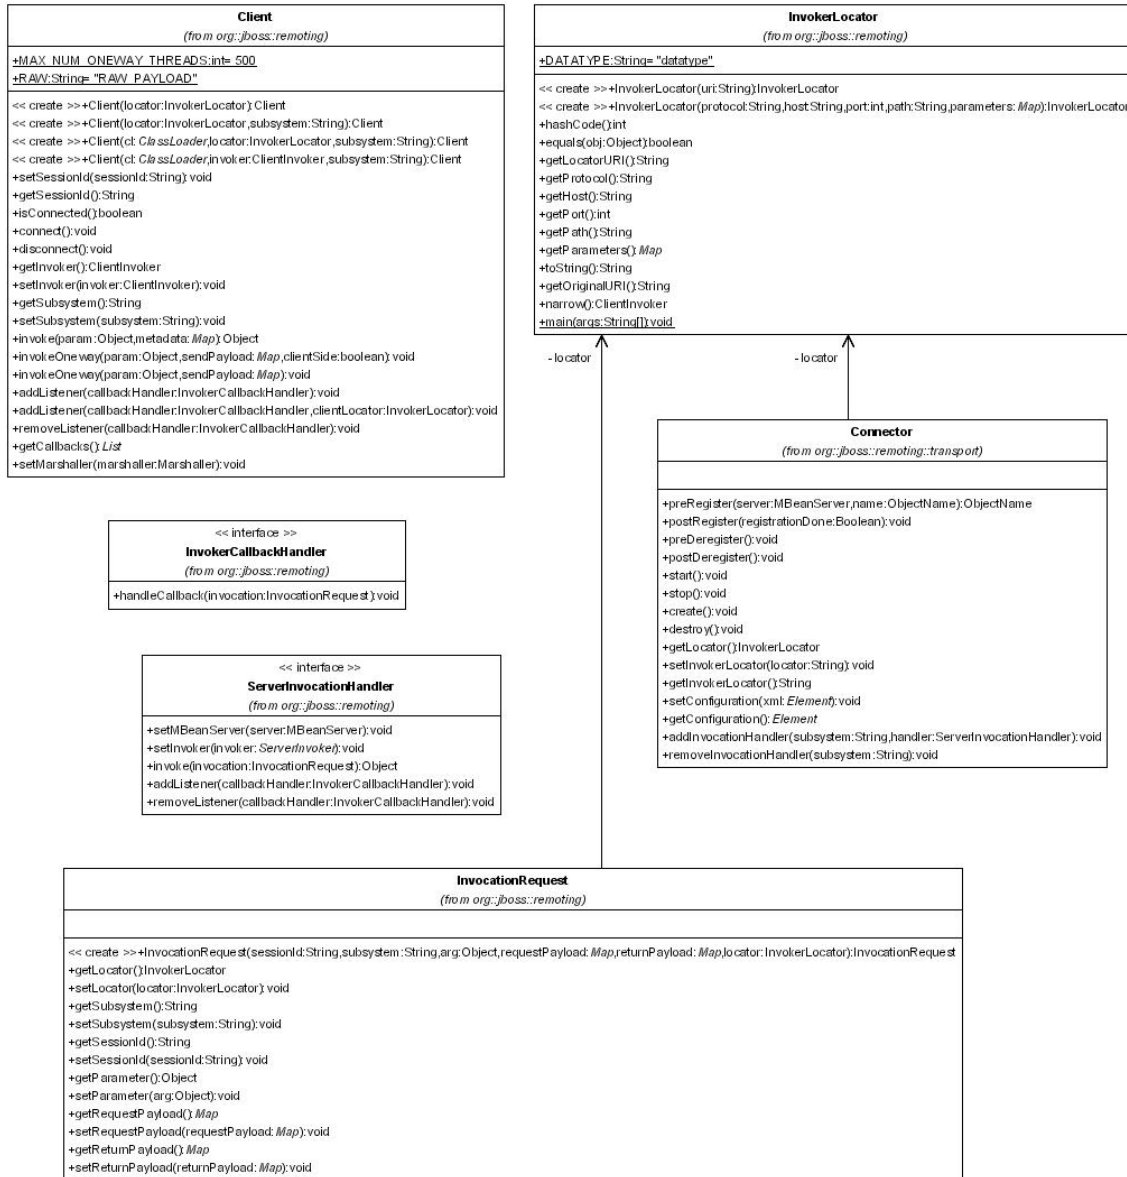 Client
(from org::jboss::remoting)
+MAX_NUM_ONEWAY_THREADS:int= 500
+RAW:String= "RAW_PAYLOAD"
<< create >>+Client(locator:InvokerLocator):Client
<< create >>+Client(locator:InvokerLocator,subsystem:String):Client
<< create >>+Client(cl: ClassLoader,locator:InvokerLocator,subsystem:String):Client
<< create >>+Client(cl: ClassLoader,invoker:ClientInvoker,subsystem:String):Client
+setSessionId(sessionId:String):void
+getSessionId():String
+isConnected():boolean
+connect():void
+disconnect():void
+getInvoker():ClientInvoker
+setInvoker(invoker:ClientInvoker):void
+getSubsystem():String
+setSubsystem(subsystem:String):void
+invoke(param:Object,metadata: Map):Object
+invokeOneway(param:Object,sendPayload: Map,clientSide:boolean):void
+invokeOneway(param:Object,sendPayload: Map):void
+addListener(callbackHandler:InvokerCallbackHandler):void
+addListener(callbackHandler:InvokerCallbackHandler,clientLocator:InvokerLocator):void
+removeListener(callbackHandler:InvokerCallbackHandler):void
+getCallbacks(): List
+setMarshaller(marshaller:Marshaller):void
InvokerLocator
(from org::jboss::remoting)
+DATATYPE:String= "datatype"
<< create >>+InvokerLocator(uri:String):InvokerLocator
<< create >>+InvokerLocator(protocol:String,host:String,port:int,path:String,parameters: Map):InvokerLocator
+hashCode():int
+equals(obj:Object):boolean
+getLocatorURI():String
+getProtocol():String
+getHost():String
+getPort():int
+getPath():String
+getParameters(): Map
+toString():String
+getOriginalURI():String
+narrow():ClientInvoker
+main(args:String[]):void
- locator
- locator
Connector
(from org::jboss::remoting::transport)
+preRegister(server:MBeanServer,name:ObjectName):ObjectName
+postRegister(registrationDone:Boolean):void
+preDeregister():void
+postDeregister():void
+start():void
+stop():void
+create():void
+destroy():void
+getLocator():InvokerLocator
+setInvokerLocator(locator:String):void
+getInvokerLocator():String
+setConfiguration(xml: Element):void
+getConfiguration(): Element
+addInvocationHandler(subsystem:String,handler:ServerInvocationHandler):void
+removeInvocationHandler(subsystem:String):void
<< interface >>
InvokerCallbackHandler
(from org::jboss::remoting)
+handleCallback(invocation:InvocationRequest):void
<< interface >>
ServerInvocationHandler
(from org::jboss::remoting)
+setMBeanServer(server:MBeanServer):void
+setInvoker(invoker: ServerInvoker):void
+invoke(invocation:InvocationRequest):Object
+addListener(callbackHandler:InvokerCallbackHandler):void
+removeListener(callbackHandler:InvokerCallbackHandler):void
InvocationRequest
(from org::jboss::remoting)
<< create >>+InvocationRequest(sessionId:String,subsystem:String,arg:Object,requestPayload: Map,returnPayload: Map,locator:InvokerLocator):InvocationRequest
+getLocator():InvokerLocator
+setLocator(locator:InvokerLocator):void
+getSubsystem():String
+setSubsystem(subsystem:String):void
+getSessionId():String
+setSessionId(sessionId:String):void
+getParameter():Object
+setParameter(arg:Object):void
+getRequestPayload(): Map
+setRequestPayload(requestPayload: Map):void
+getReturnPayload(): Map
+setReturnPayload(returnPayload: Map):void